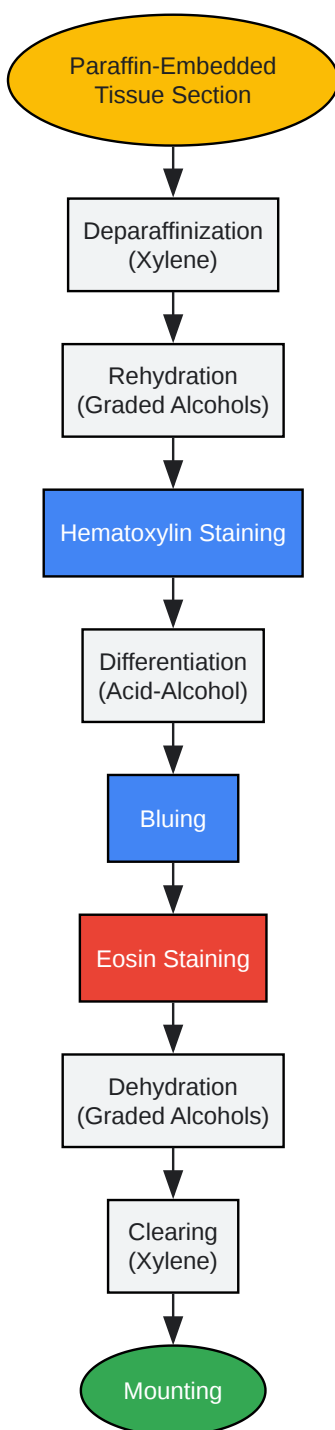 Paraffin-Embedded
Tissue Section
Deparaffinization
(Xylene)
Rehydration
(Graded Alcohols)
Hematoxylin Staining
Differentiation
(Acid-Alcohol)
Bluing
Eosin Staining
Dehydration
(Graded Alcohols)
Clearing
(Xylene)
Mounting